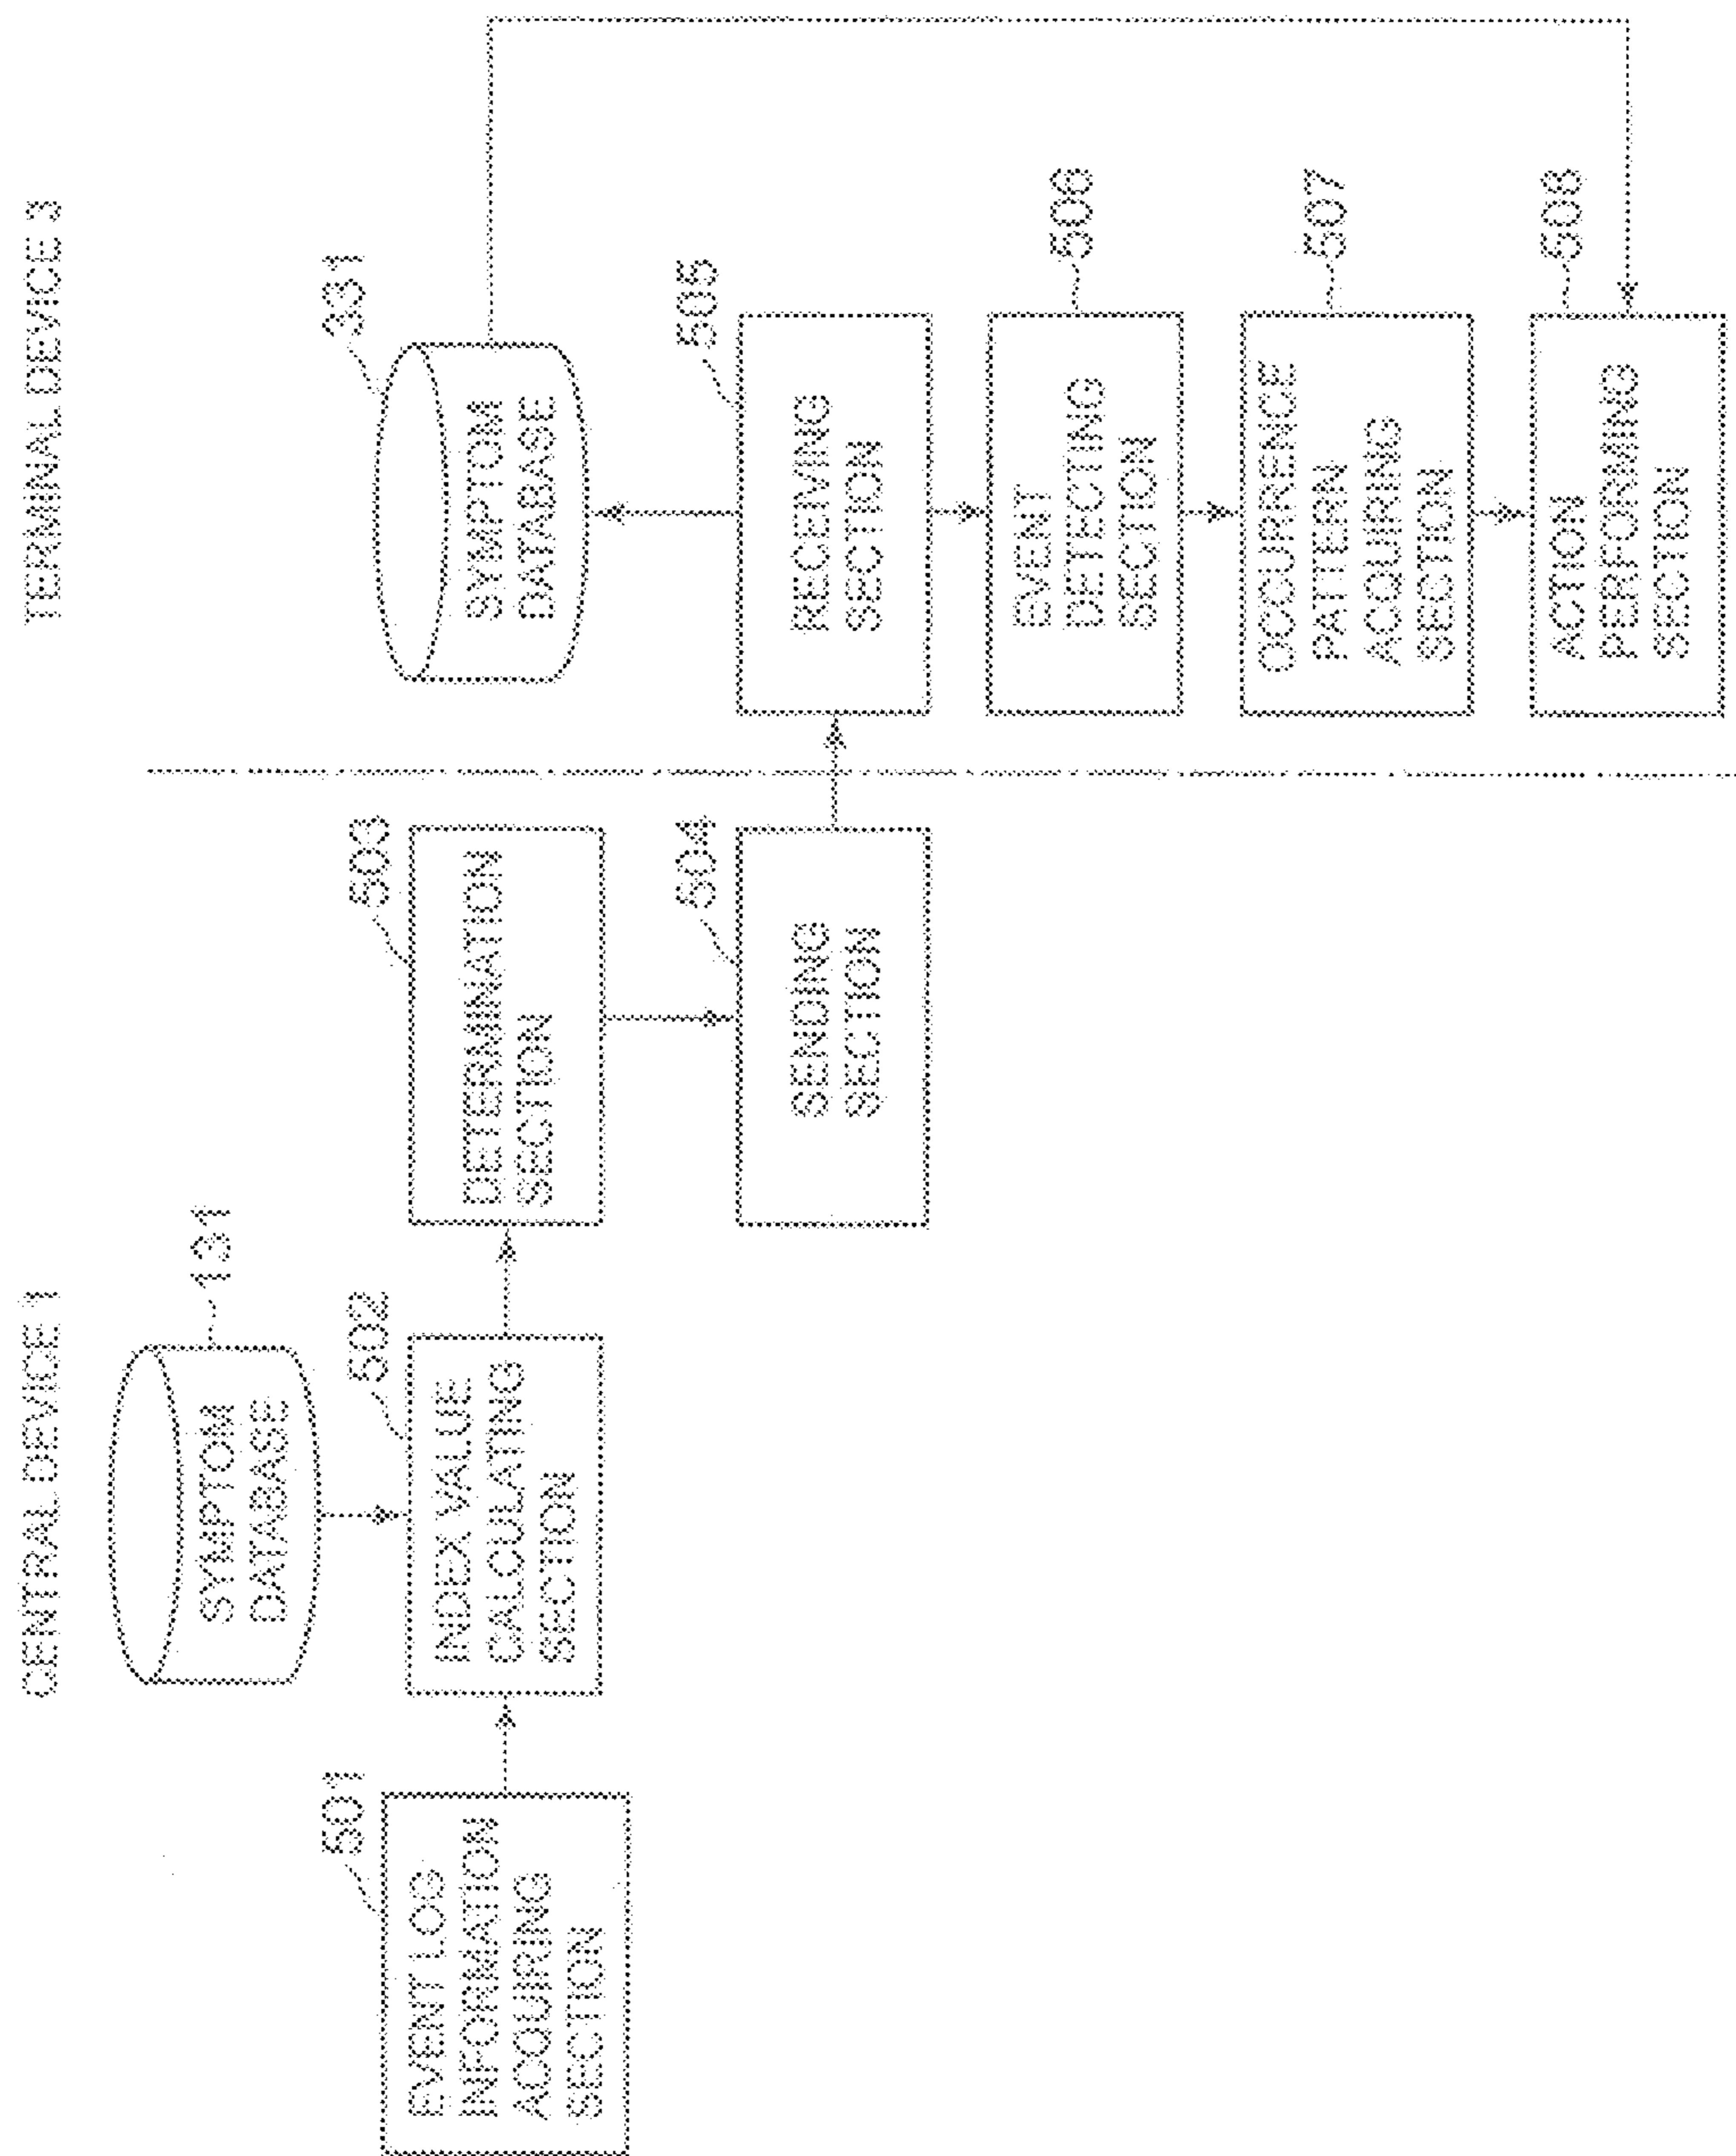 CENTRAL DEVICE 1
TERMINAL DEVICE 3
131
SYMPTOM
DATABASE
501
EVENT LOG
INFORMATION
ACQUIRING
SECTION
502
INDEX VALUE
CALCULATING
SECTION
503
DETERMINATION
SECTION
504
SENDING
SECTION
331
SYMPTOM
DATABASE
505
RECEIVING
SECTION
506
EVENT
DETECTING
SECTION
507
OCCURRENCE
PATTERN
ACQUIRING
SECTION
508
ACTION
PERFORMING
SECTION